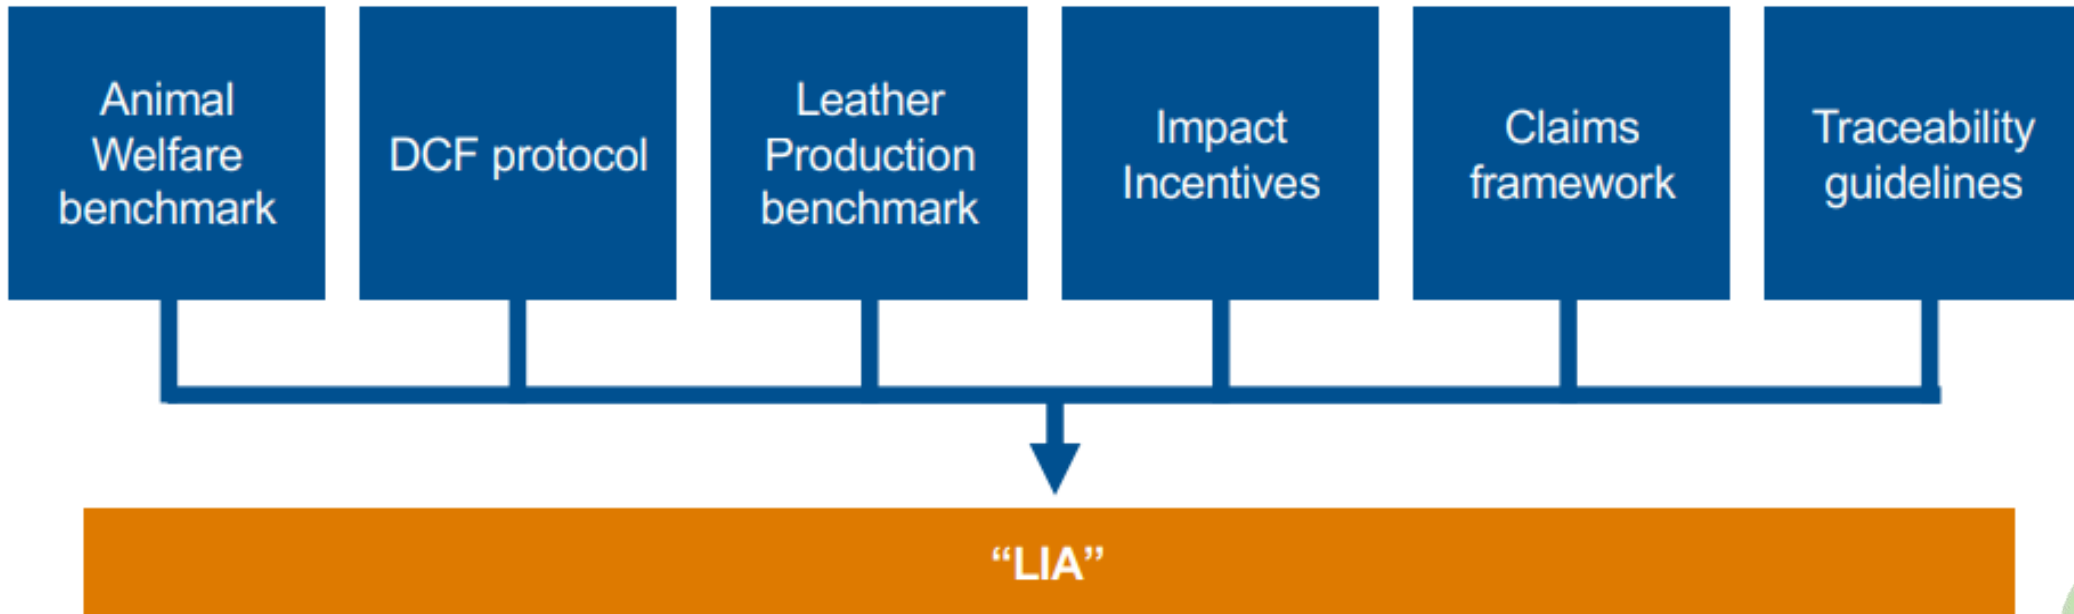 Animal
Welfare
benchmark
DCF protocol
Leather
Production
benchmark
Impact
Incentives
Claims
framework
Traceability
guidelines
“LIA”